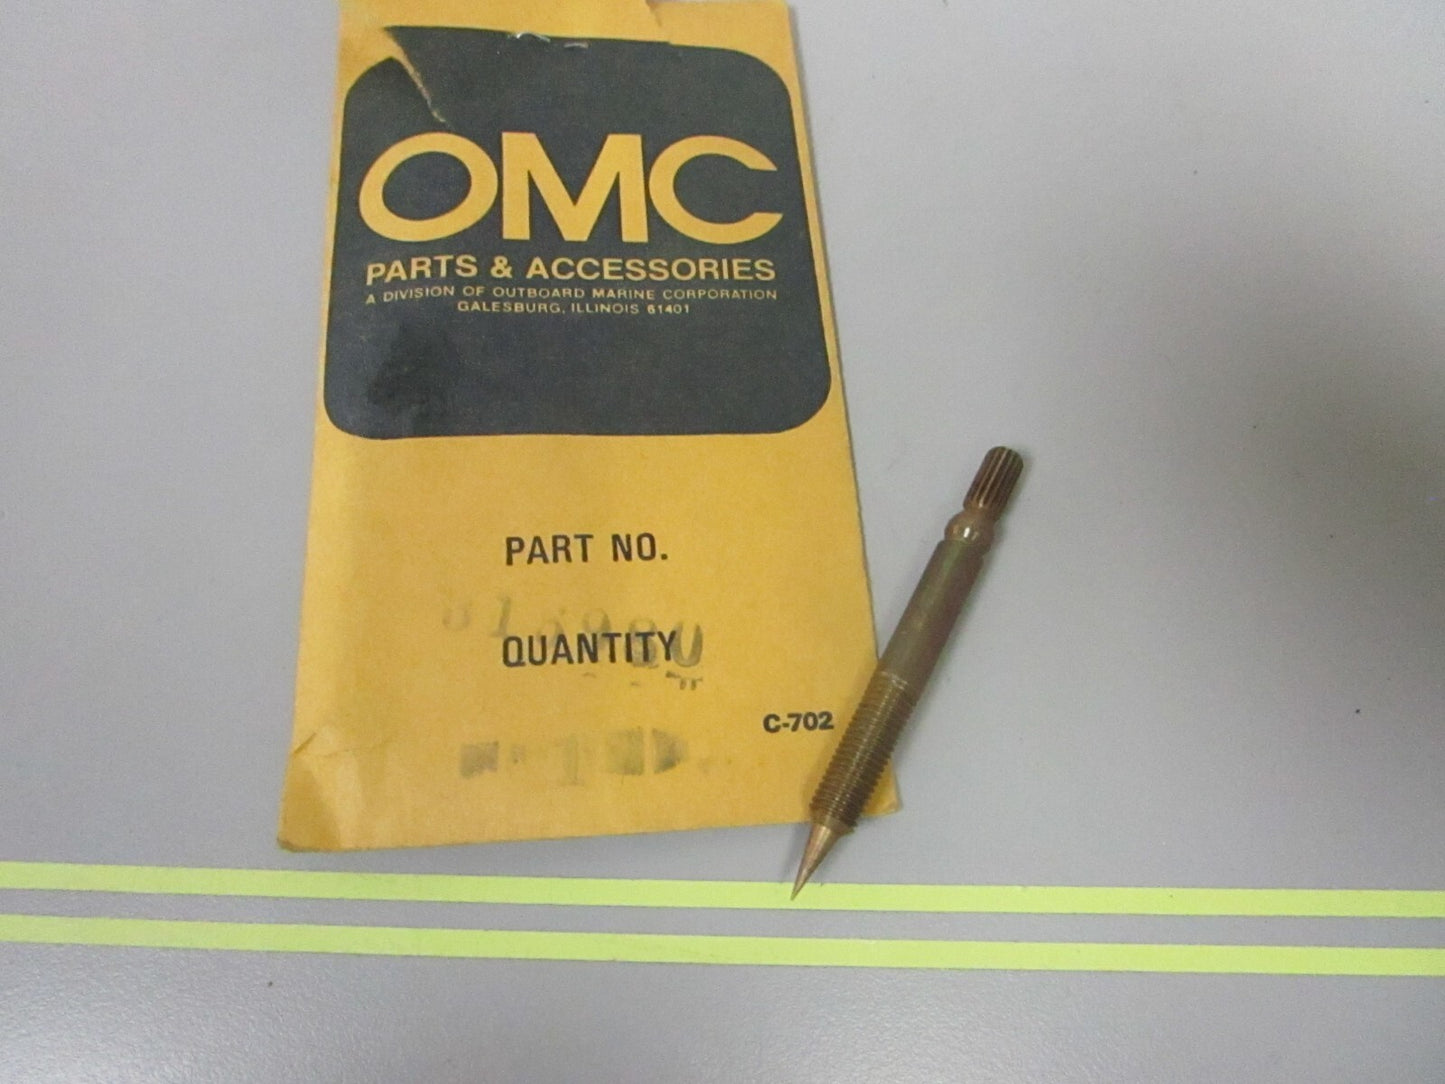 OMC
PARTS & ACCESSORIES
A DIVISION OF OUTBOARD MARINE CORPORATION
GALESBURG, ILLINOIS 61401
PART NO.
QUANTITY
C-702